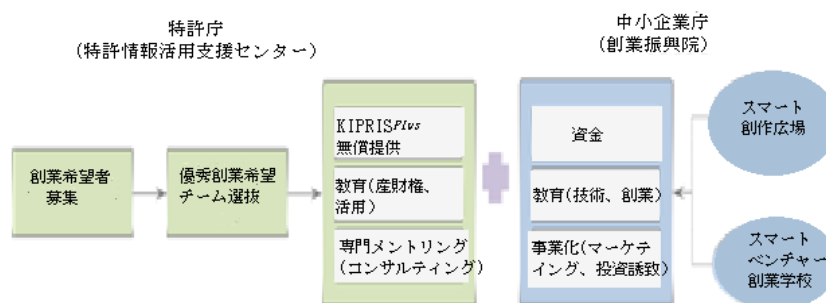 特許庁
(特許情報活用支援センター)
中小企業庁
(創業振興院)
創業希望者
募集
優秀創業希望
チーム選抜
KIPRISPlus
無償提供
教育(産財権、
活用)
専門メントリング
(コンサルティング)
資金
教育(技術、創業)
事業化(マーケテ
ィング、投資誘致)
スマート
創作広場
スマート
ベンチャー
創業学校